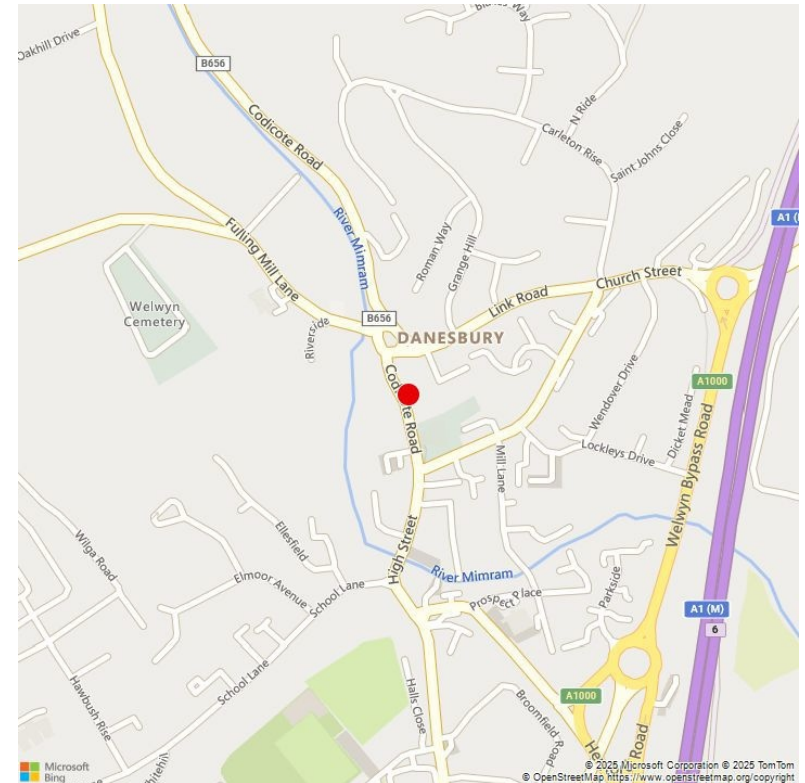 Oakhill Drive
B656
Codicote Road
Way
N Ride
Carleton Rise
Saint Johns Close
A1 (
River Mimram
Roman Way
Grange Hill
Fulling Mill Lane
Church Street
Link Road
Welwyn
Cemetery
Riverside
B656
DANESBURY
A1000
Codicote Road
Wendover Drive
Dicket Mead
Mill Lane
Lockleys Drive
Welwyn Bypass Road
High Street
Ellesfield
Wilga Road
River Mimram
Elmoor Avenue
School Lane
Prospect Place
Parkside
A1 (M)
6
School Lane
Hawbush Rise
Halls Close
Broomfield Road
A1000
Road
Microsoft
Bing
© 2025 Microsoft Corporation © 2025 TomTom
© OpenStreetMap https://www.openstreetmap.org/copyright